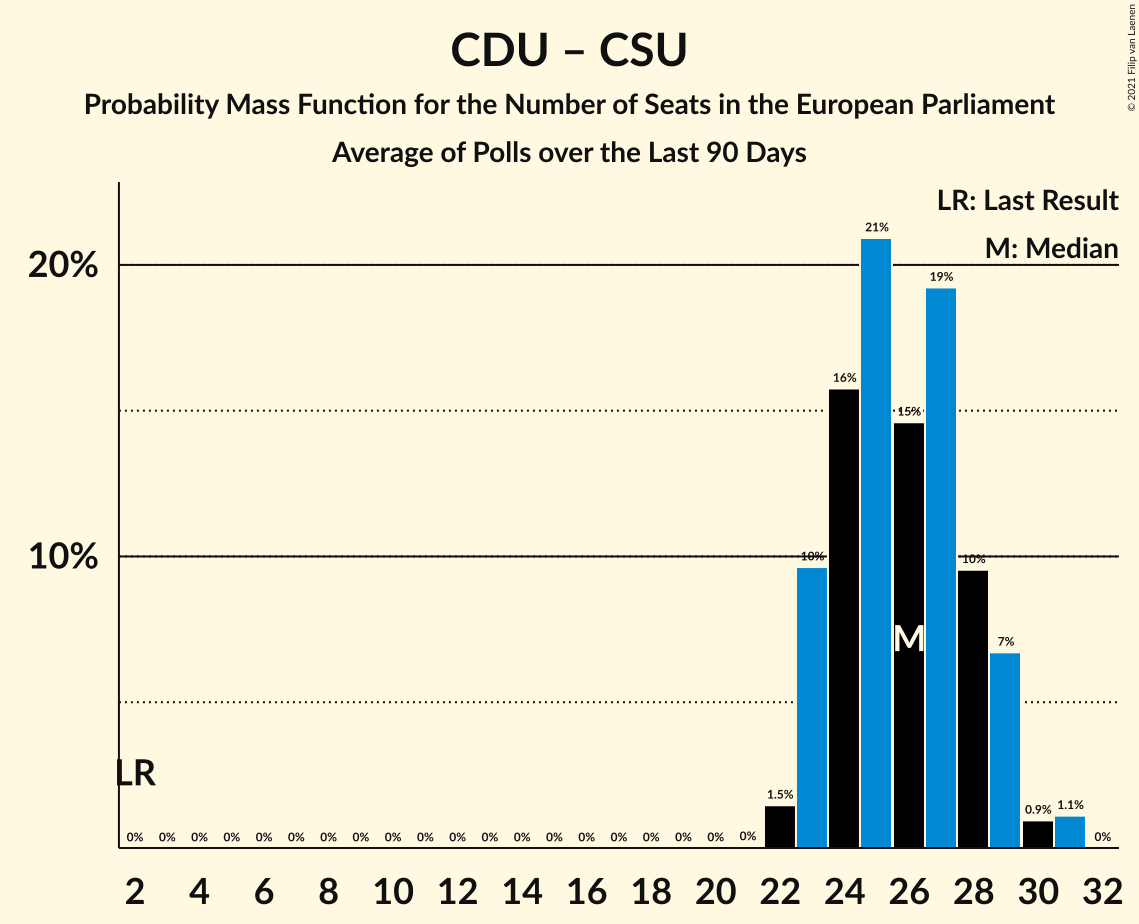 CDU – CSU
Probability Mass Function for the Number of Seats in the European Parliament
Average of Polls over the Last 90 Days
© 2021 Filip van Laenen
LR: Last Result
M: Median
20%
10%
LR
M
0% 0% 0% 0% 0% 0% 0% 0% 0% 0% 0% 0% 0% 0% 0% 0% 0% 0% 0% 0% 1.5% 10% 16% 21% 15% 19% 10% 7% 0.9% 1.1% 0%
2 4 6 8 10 12 14 16 18 20 22 24 26 28 30 32